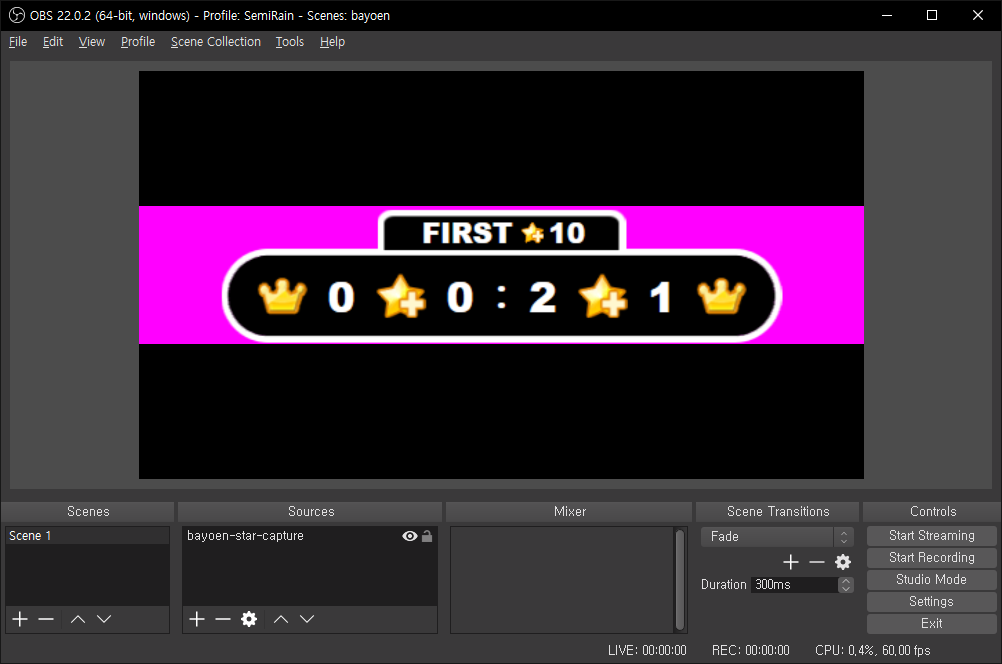 OBS 22.0.2 (64-bit, windows) - Profile: SemiRain - Scenes: bayoen
File Edit View Profile Scene Collection Tools Help
FIRST 10
0 0 : 2 1
Scenes Sources Mixer Scene Transitions Controls
Scene 1
bayoen-star-capture
Fade
Duration 300ms
Start Streaming
Start Recording
Studio Mode
Settings
Exit
LIVE: 00:00:00 REC: 00:00:00 CPU: 0,4%, 60,00 fps